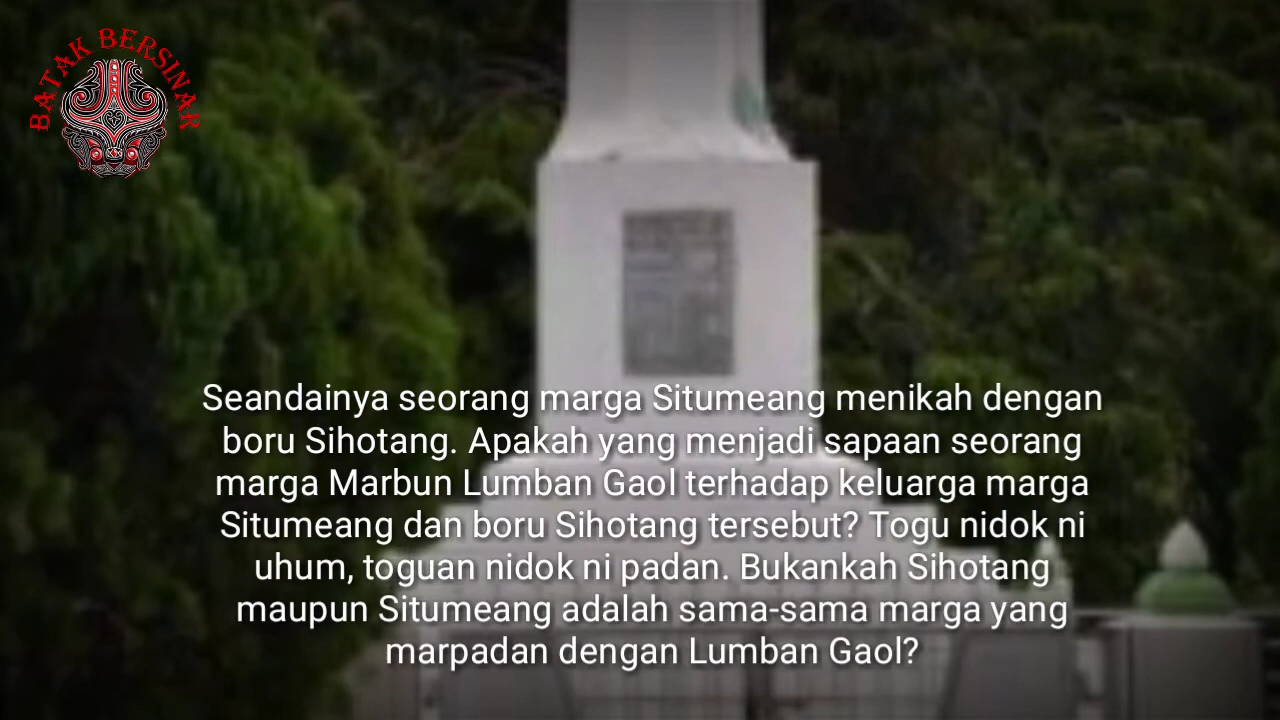 BATAK BERSINAR
Seandainya seorang marga Situmeang menikah dengan
boru Sihotang. Apakah yang menjadi sapaan seorang
marga Marbun Lumban Gaol terhadap keluarga marga
Situmeang dan boru Sihotang tersebut? Togu nidok ni
uhum, toguan nidok ni padan. Bukankah Sihotang
maupun Situmeang adalah sama-sama marga yang
marpadan dengan Lumban Gaol?